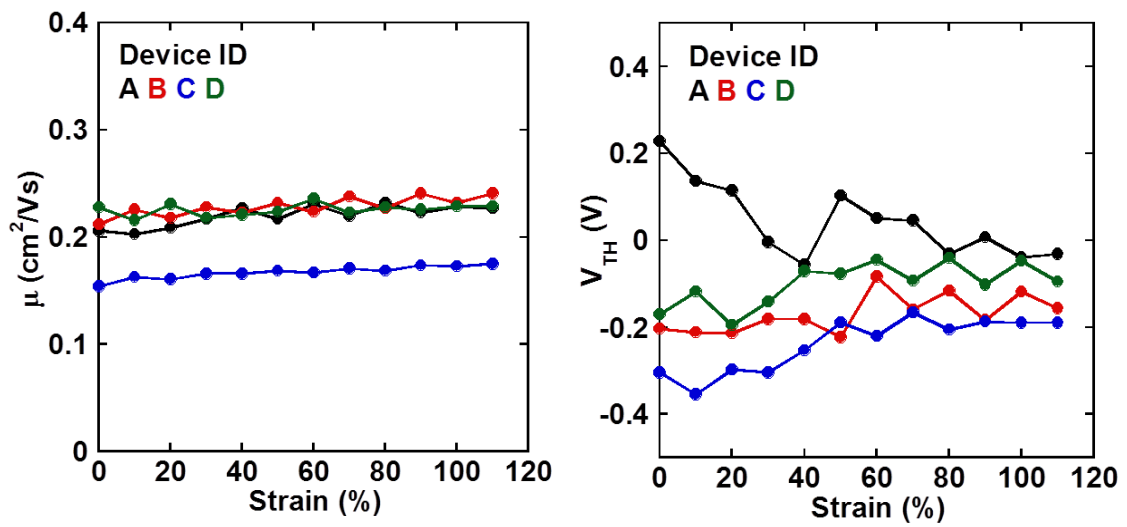 0.4
0.3
0.2
0.1
0
μ (cm²/Vs)
Device ID
A B C D
0 20 40 60 80 100 120
Strain (%)
0.4
0.2
0
-0.2
-0.4
V_TH (V)
Device ID
A B C D
0 20 40 60 80 100 120
Strain (%)